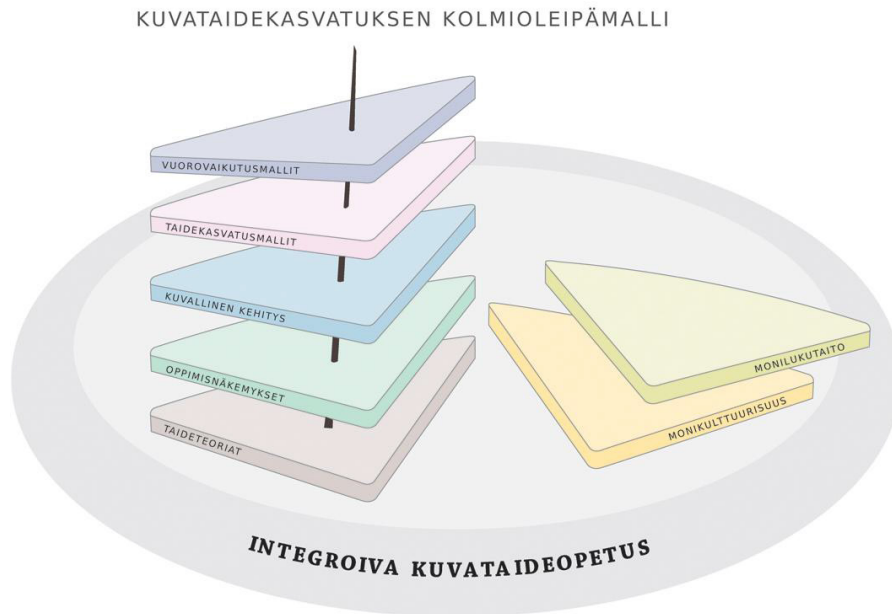 KUVATAIDEKASVATUKSEN KOLMIOLEIPÄMALLI
VUOROVAIKUTUSMALLIT
TAIDEKASVATUSMALLIT
KUVALLINEN KEHITYS
OPPIMISNÄKEMYKSET
TAIDETEORIAT
MONILUKUTAITO
MONIKULTTUURISUUS
INTEGROIVA KUVATAIDEOPETUS